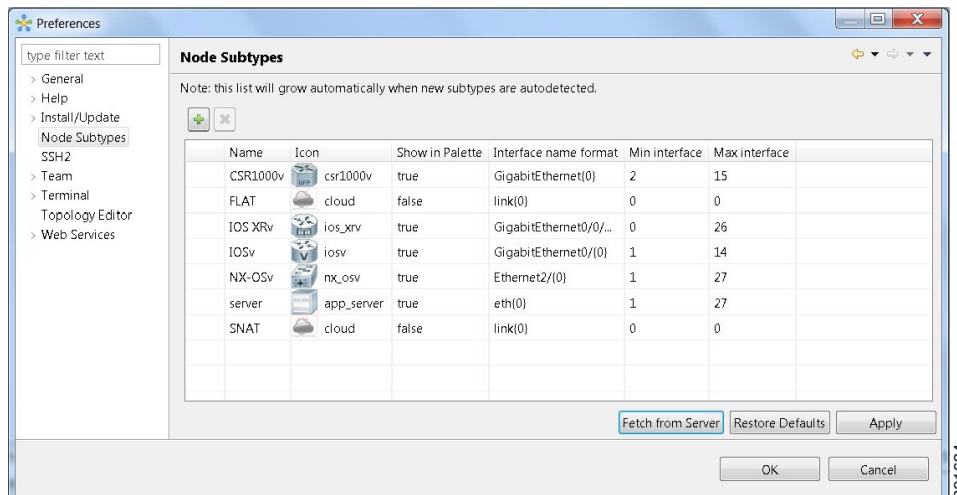 Preferences
type filter text
General
Help
Install/Update
Node Subtypes
SSH2
Team
Terminal
Topology Editor
Web Services
Node Subtypes
Note: this list will grow automatically when new subtypes are autodetected.
Name Icon Show in Palette Interface name format Min interface Max interface
CSR1000v csr1000v true GigabitEthernet{0} 2 15
FLAT cloud false link{0} 0 0
IOS XRv ios_xrv true GigabitEthernet0/0/... 0 26
IOSv iosv true GigabitEthernet0/{0} 1 14
NX-OSv nx_osv true Ethernet2/{0} 1 27
server app_server true eth{0} 1 27
SNAT cloud false link{0} 0 0
Fetch from Server Restore Defaults Apply
OK Cancel